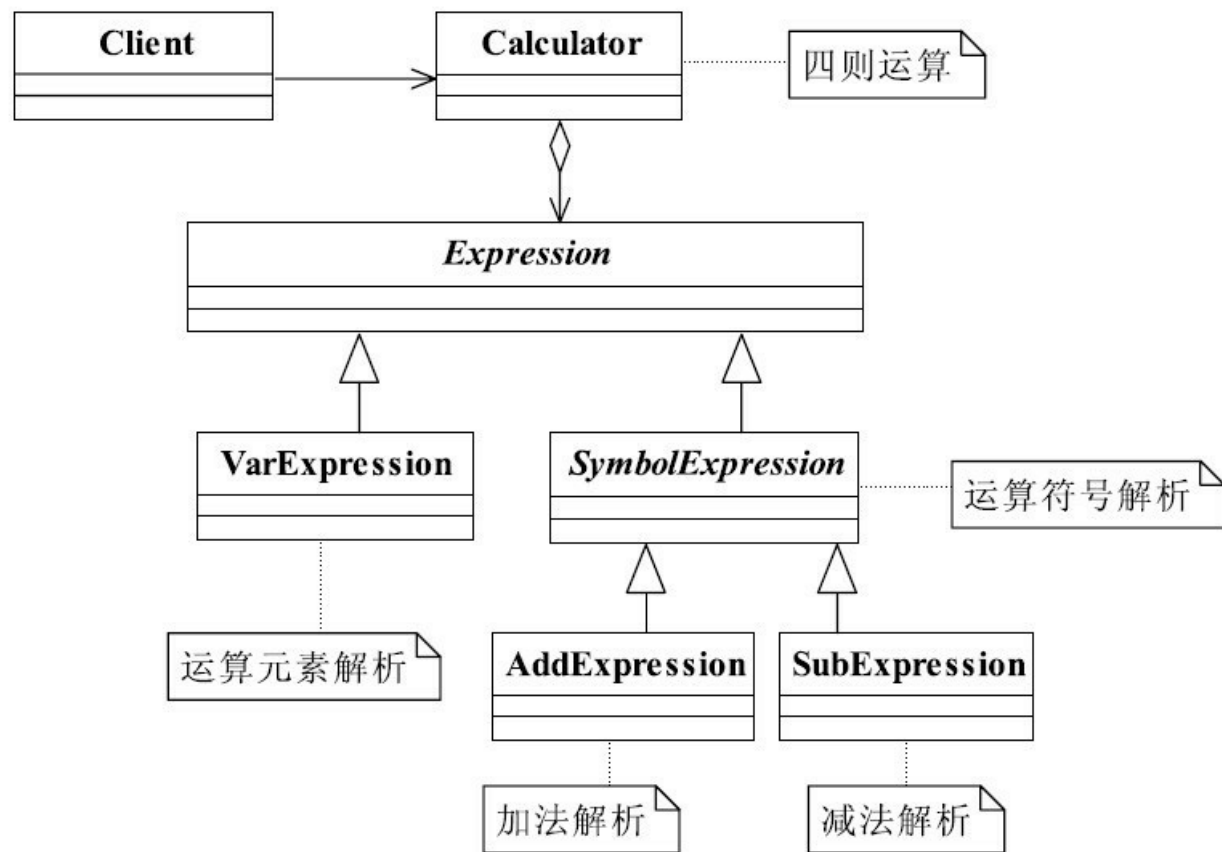 Client
Calculator
四则运算
Expression
VarExpression
SymbolExpression
运算符号解析
运算元素解析
AddExpression
SubExpression
加法解析
减法解析